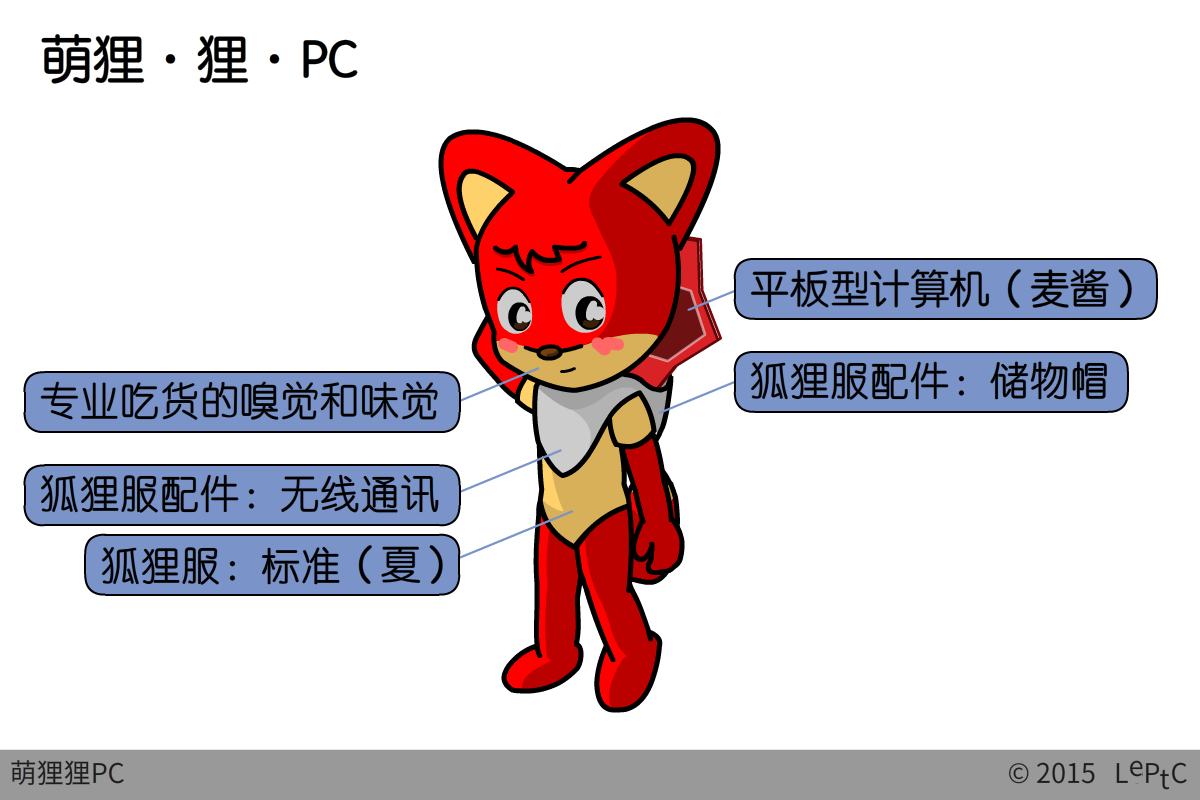 萌狸・狸・PC
平板型计算机（麦酱）
狐狸服配件：储物帽
专业吃货的嗅觉和味觉
狐狸服配件：无线通讯
狐狸服：标准（夏）
萌狸狸PC
© 2015 LePtC